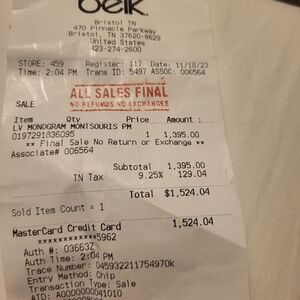 belk
Bristol TN
470 Pinnacle Parkway
Bristol, TN 37620-8629
United States
423-274-2600
STORE: 459 Register: 117 Date: 11/18/23
Time: 2:04 PM Trans ID: 5497 ASSOC: 006564
ALL SALES FINAL
NO REFUNDS NO EXCHANGES
SALE
Item Qty Price Amount :
LV MONOGRAM MONTSOURIS PM
0197291836095 1 1,395.00
** Final Sale No Return or Exchange **
Associate# 006564
Subtotal 1,395.00
TN Tax 9.25% 129.04
Total $1,524.04
Sold Item Count = 1
MasterCard Credit Card 1,524.04
************5962
Auth #: 03663Z
Auth Time: 2:04 PM
Trace Number: 045932211754970K
Entry Method: Chip
Transaction Type: Sale
AID: A0000000041010